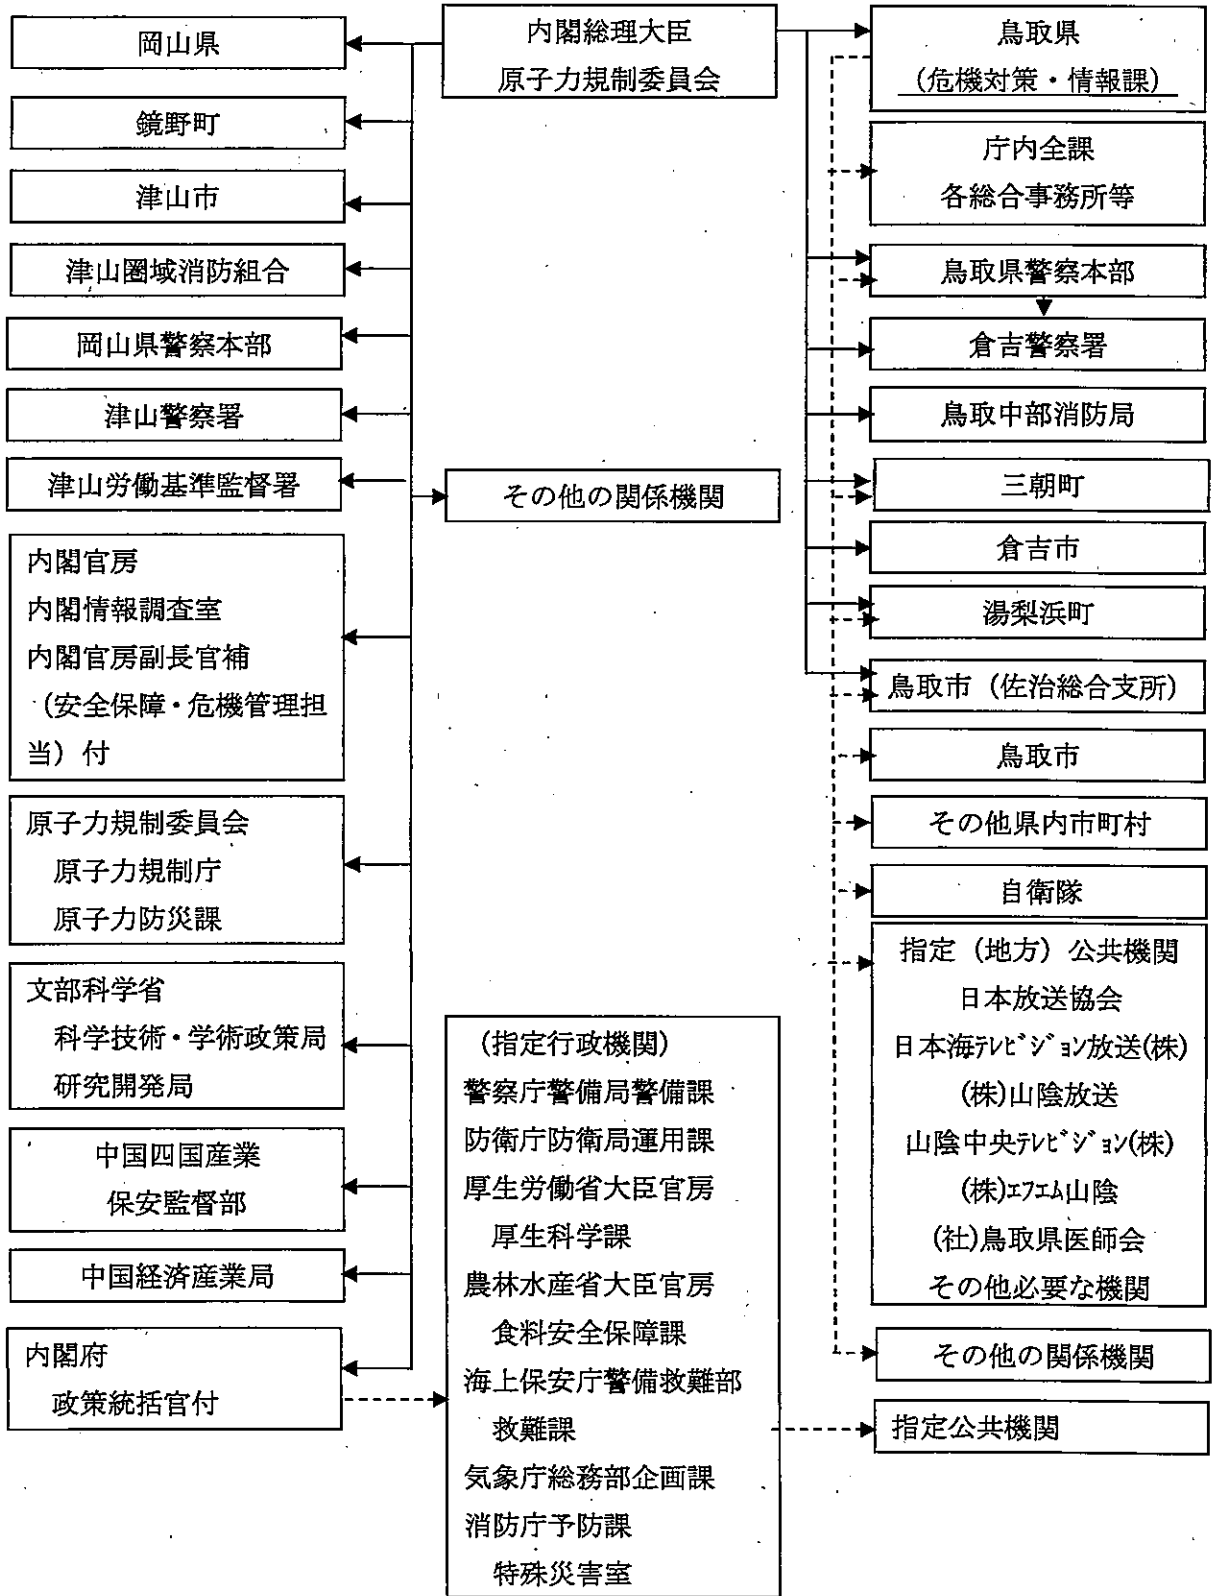 岡山県
鏡野町
津山市
津山圏域消防組合
岡山県警察本部
津山警察署
津山労働基準監督署
内閣官房
内閣情報調査室
内閣官房副長官補
(安全保障・危機管理担
当)付
原子力規制委員会
原子力規制庁
原子力防災課
文部科学省
科学技術・学術政策局
研究開発局
中国四国産業
保安監督部
中国経済産業局
内閣府
政策統括官付
内閣総理大臣
原子力規制委員会
その他の関係機関
(指定行政機関)
警察庁警備局警備課
防衛庁防衛局運用課
厚生労働省大臣官房
厚生科学課
農林水産省大臣官房
食料安全保障課
海上保安庁警備救難部
救難課
気象庁総務部企画課
消防庁予防課
特殊災害室
鳥取県
(危機対策・情報課)
庁内全課
各総合事務所等
鳥取県警察本部
倉吉警察署
鳥取中部消防局
三朝町
倉吉市
湯梨浜町
鳥取市(佐治総合支所)
鳥取市
その他県内市町村
自衛隊
指定(地方)公共機関
日本放送協会
日本海ﾃﾚﾋﾞｼﾞｮﾝ放送(株)
(株)山陰放送
山陰中央ﾃﾚﾋﾞｼﾞｮﾝ(株)
(株)ｴﾌｴﾑ山陰
(社)鳥取県医師会
その他必要な機関
その他の関係機関
指定公共機関